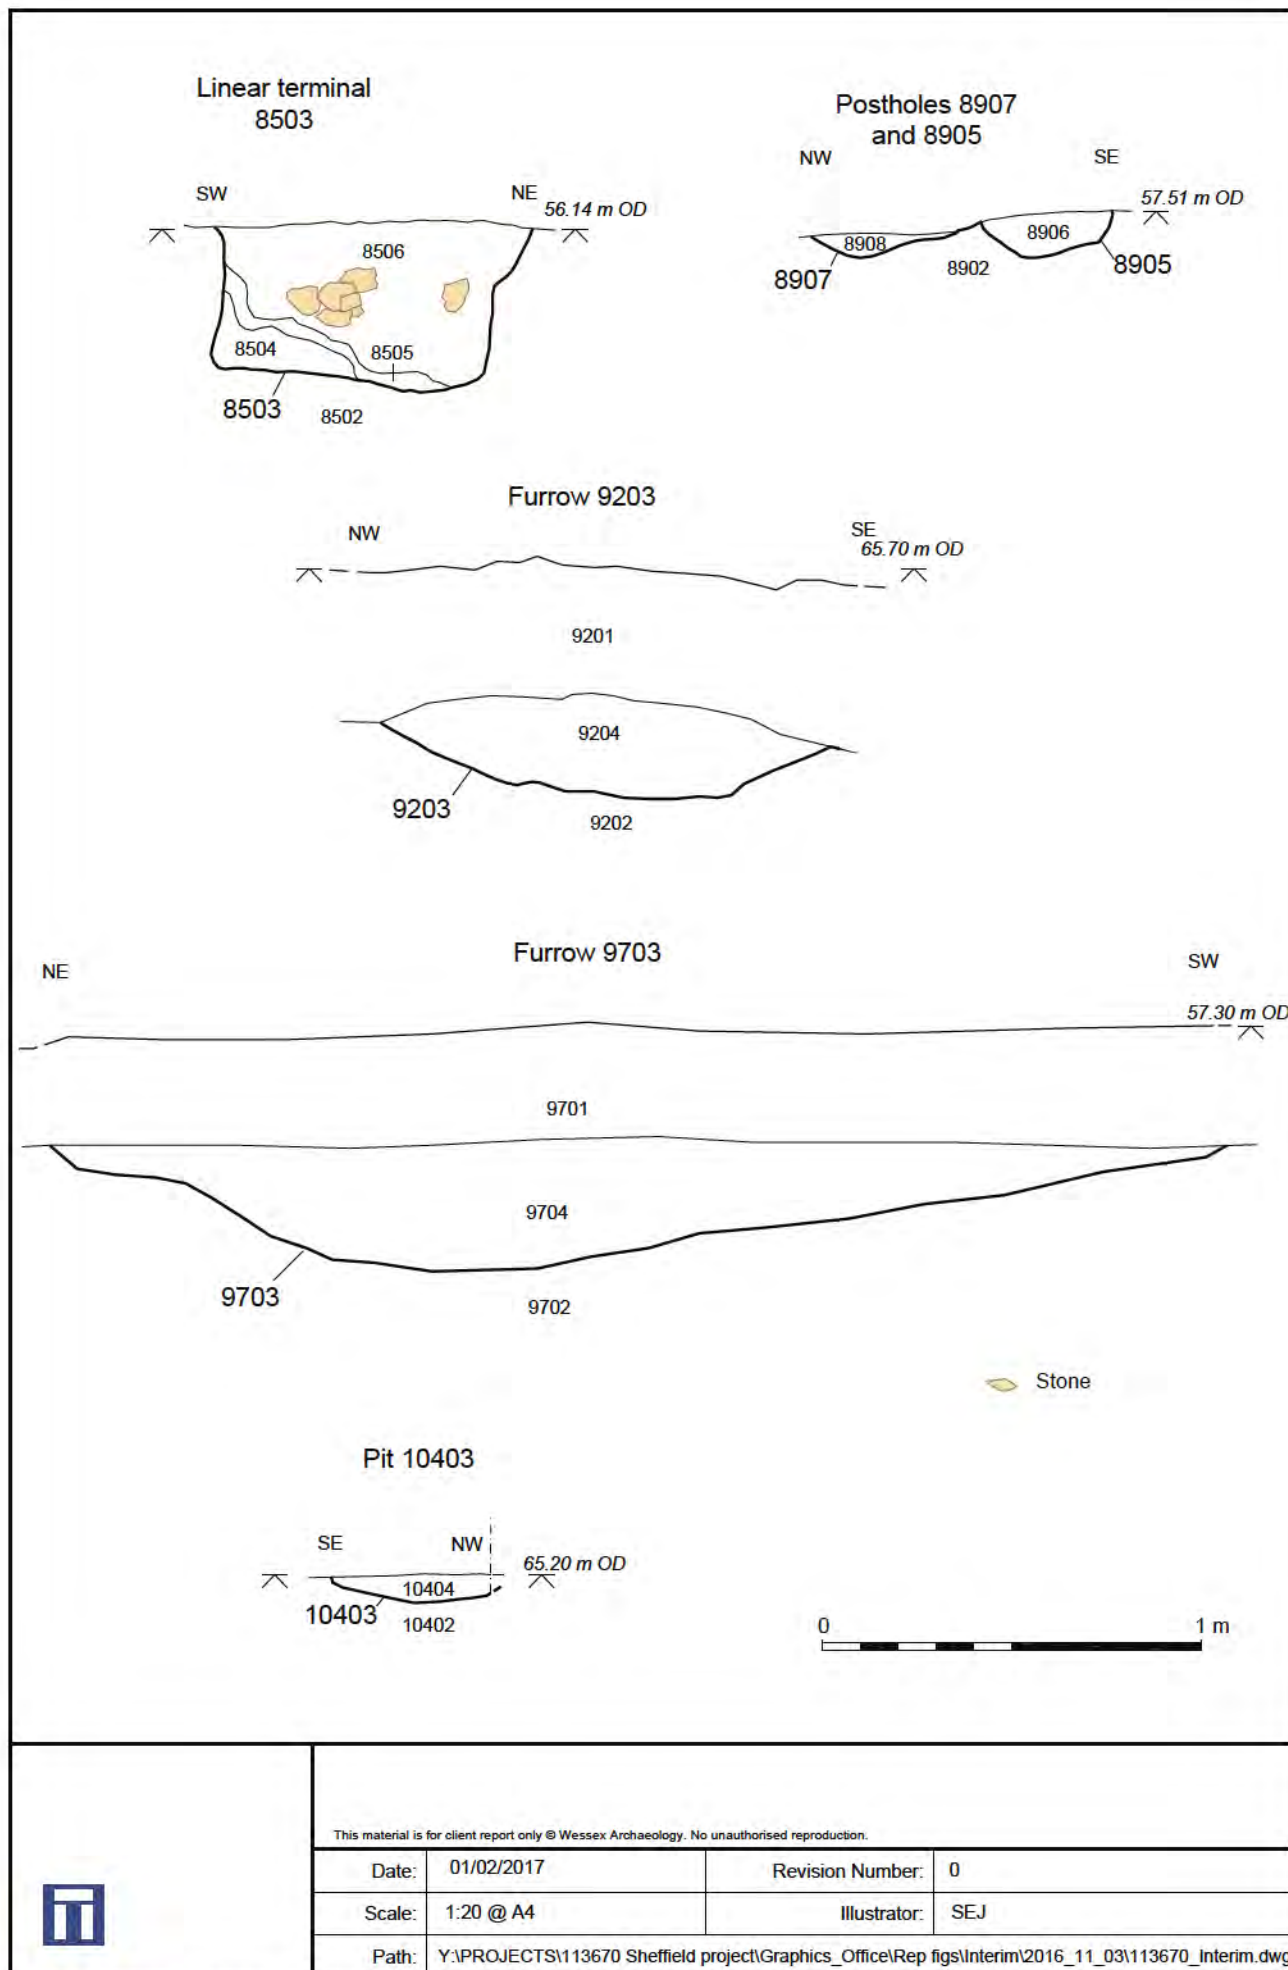 Linear terminal
8503
SW
NE
56.14 m OD
8506
8504
8505
8503
8502
Postholes 8907
and 8905
NW
SE
57.51 m OD
8908
8906
8907
8902
8905
Furrow 9203
NW
SE
65.70 m OD
9201
9204
9203
9202
Furrow 9703
NE
SW
57.30 m OD
9701
9704
9703
9702
Stone
Pit 10403
SE
NW
65.20 m OD
10404
10403
10402
0
1 m
This material is for client report only © Wessex Archaeology. No unauthorised reproduction.
Date: 01/02/2017 Revision Number: 0
Scale: 1:20 @ A4 Illustrator: SEJ
Path: Y:\PROJECTS\113670 Sheffield project\Graphics_Office\Rep figs\Interim\2016_11_03\113670_Interim.dwg